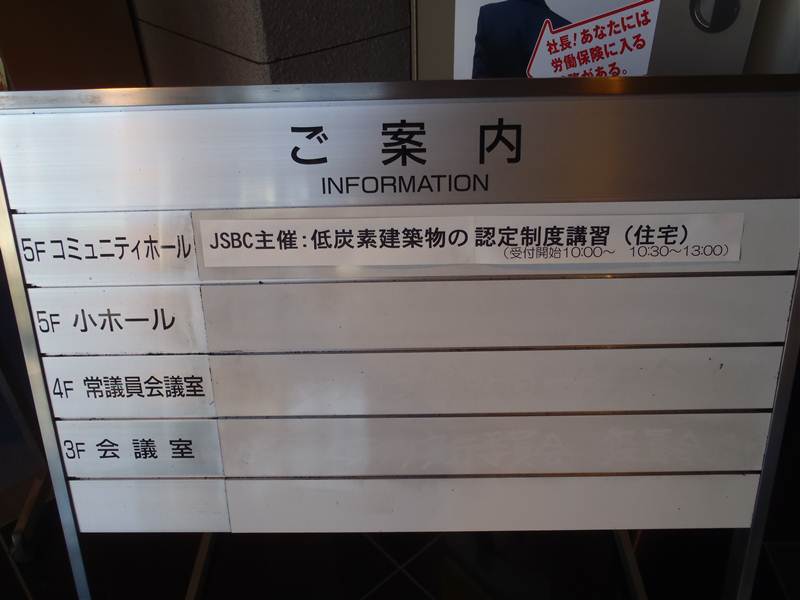 社長!あなたには
労働保険に入る
がある。
ご案内
INFORMATION
5F コミュニティホール
JSBC主催:低炭素建築物の 認定制度講習(住宅)
(受付開始10:00～ 10:30～13:00)
5F 小ホール
4F 常議員会議室
3F 会議室